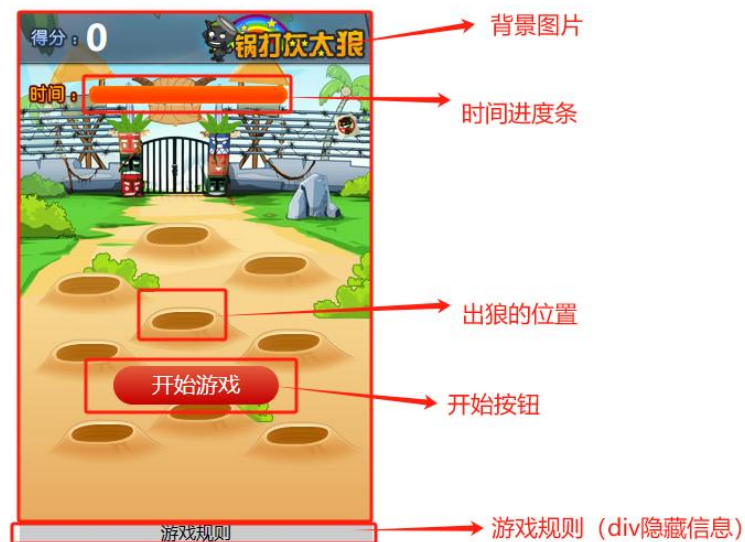 得分：0
锅打灰太狼
背景图片
时间：
时间进度条
出狼的位置
开始游戏
开始按钮
游戏规则
游戏规则（div隐藏信息）